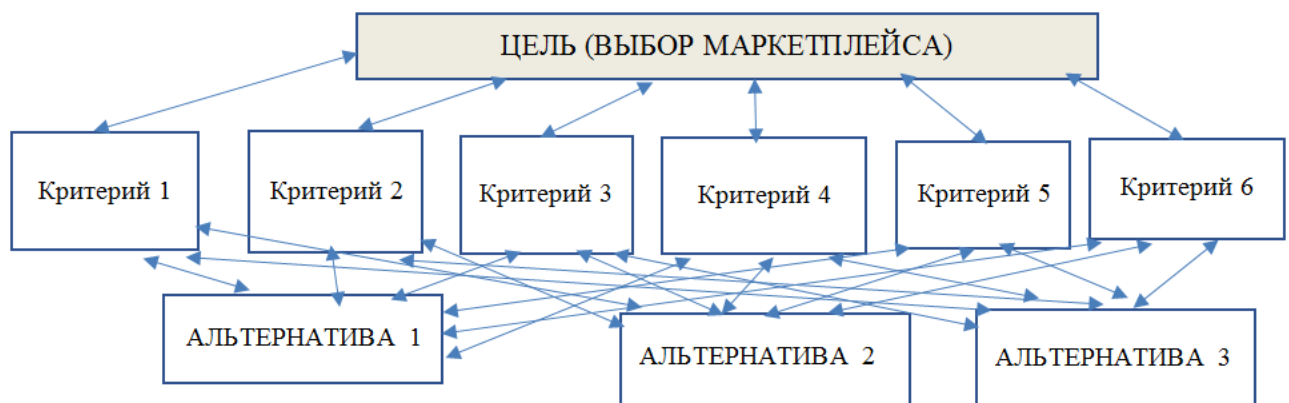 ЦЕЛЬ (ВЫБОР МАРКЕТПЛЕЙСА)
Критерий 1
Критерий 2
Критерий 3
Критерий 4
Критерий 5
Критерий 6
АЛЬТЕРНАТИВА 1
АЛЬТЕРНАТИВА 2
АЛЬТЕРНАТИВА 3